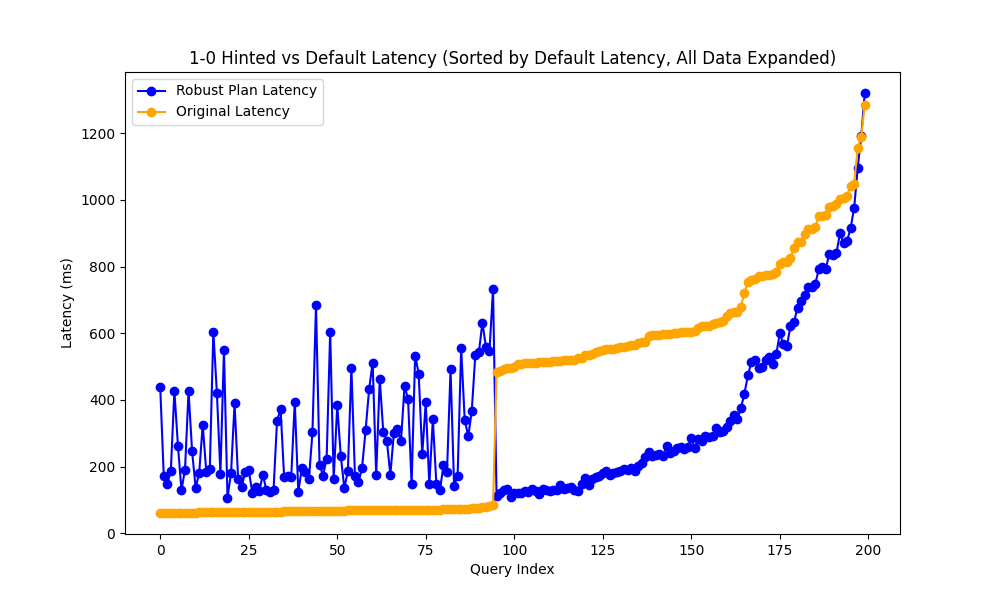 1-0 Hinted vs Default Latency (Sorted by Default Latency, All Data Expanded)
Robust Plan Latency
Original Latency
Latency (ms)
1200
1000
800
600
400
200
0
0 25 50 75 100 125 150 175 200
Query Index